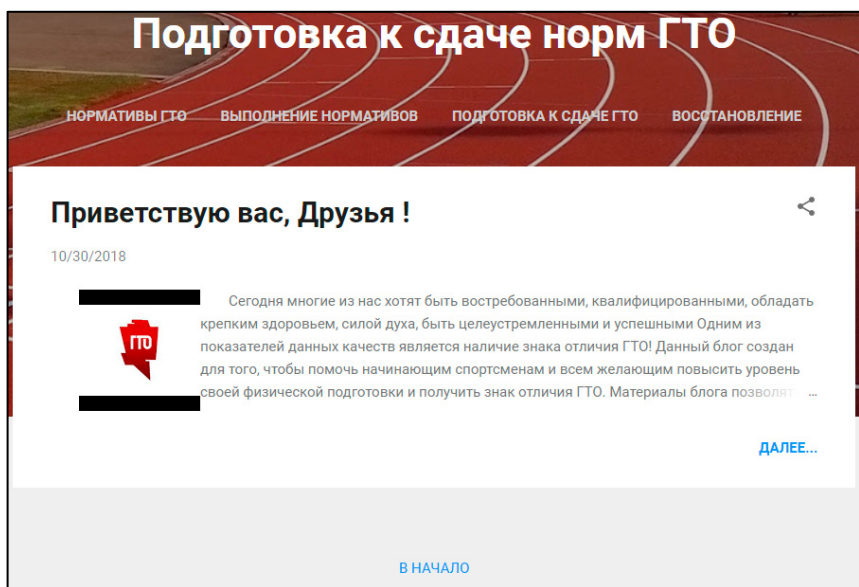 Подготовка к сдаче норм ГТО
НОРМАТИВЫ ГТО ВЫПОЛНЕНИЕ НОРМАТИВОВ ПОДГОТОВКА К СДАЧЕ ГТО ВОССТАНОВЛЕНИЕ
Приветствую вас, Друзья !
10/30/2018
Сегодня многие из нас хотят быть востребованными, квалифицированными, обладать
крепким здоровьем, силой духа, быть целеустремленными и успешными Одним из
показателей данных качеств является наличие знака отличия ГТО! Данный блог создан
для того, чтобы помочь начинающим спортсменам и всем желающим повысить уровень
своей физической подготовки и получить знак отличия ГТО. Материалы блога позволят ...
ГТО
ДАЛЕЕ...
В НАЧАЛО